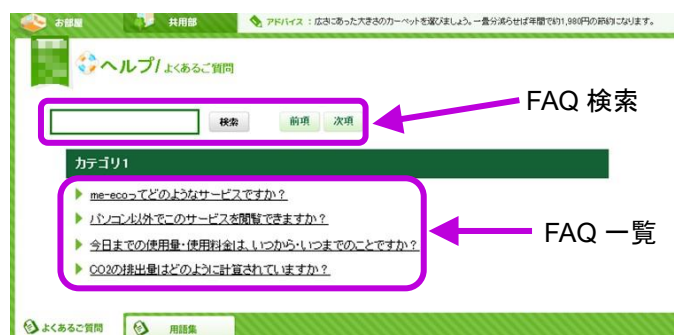 お部屋 共用部 アドバイス：広さにあった大きさのカーペットを選びましょう。一畳分減らせば年間で約1,980円の節約になります。
ヘルプ/よくあるご質問
FAQ 検索
検索 前項 次項
カテゴリ1
me-ecoってどのようなサービスですか？
パソコン以外でこのサービスを閲覧できますか？
FAQ 一覧
今日までの使用量・使用料金は、いつから・いつまでのことですか？
CO2の排出量はどのように計算されていますか？
よくあるご質問 用語集